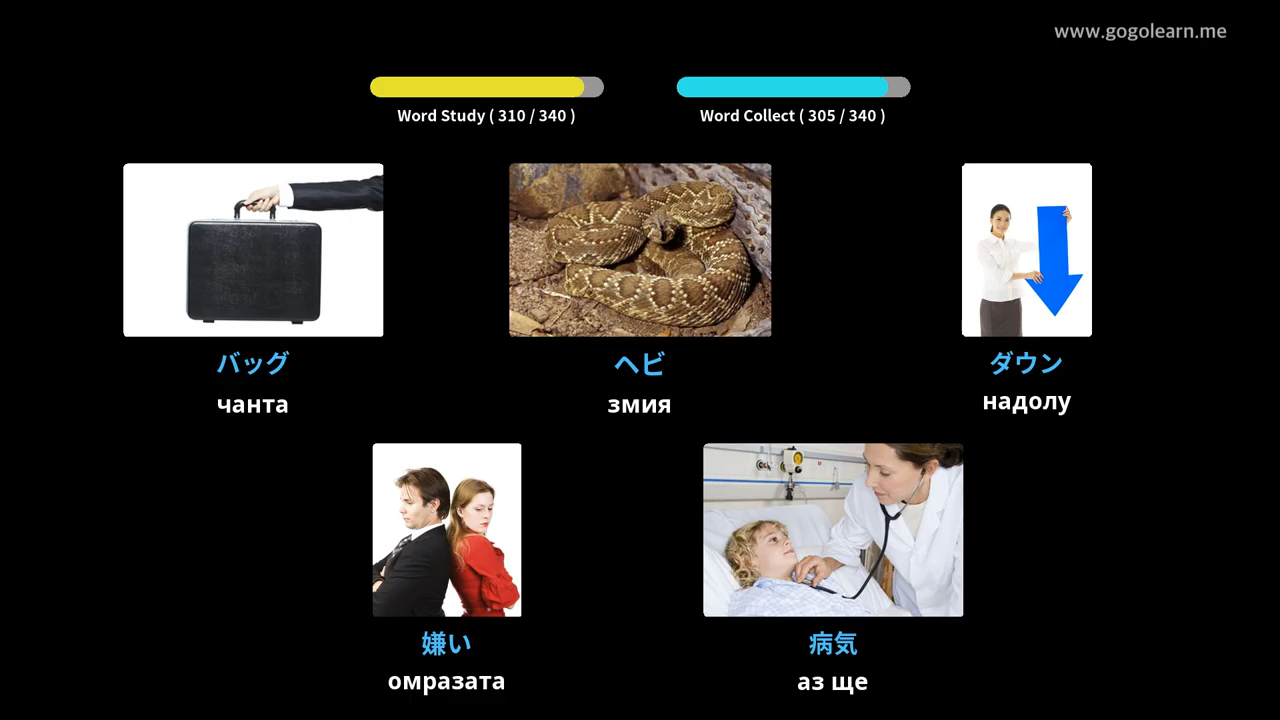 www.gogolearn.me
Word Study ( 310 / 340 )
Word Collect ( 305 / 340 )
バッグ
чанта
ヘビ
змия
ダウン
надолу
嫌い
омразата
病気
аз ще